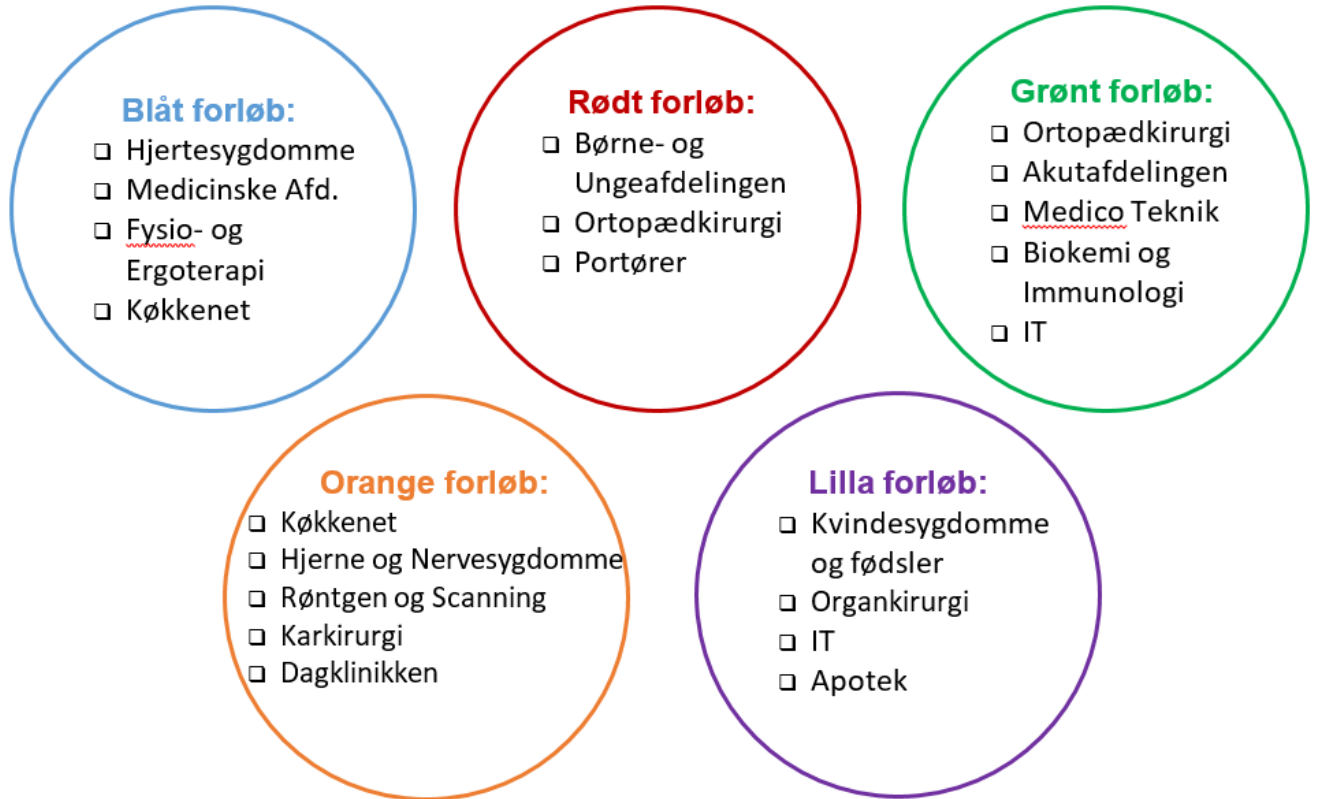 Blåt forløb:
❑ Hjertesygdomme
❑ Medicinske Afd.
❑ Fysio- og
Ergoterapi
❑ Køkkenet
Rødt forløb:
❑ Børne- og
Ungeafdelingen
❑ Ortopædkirurgi
❑ Portører
Grønt forløb:
❑ Ortopædkirurgi
❑ Akutafdelingen
❑ Medico Teknik
❑ Biokemi og
Immunologi
❑ IT
Orange forløb:
❑ Køkkenet
❑ Hjerne og Nervesygdomme
❑ Røntgen og Scanning
❑ Karkirurgi
❑ Dagklinikken
Lilla forløb:
❑ Kvindesygdomme
og fødsler
❑ Organkirurgi
❑ IT
❑ Apotek